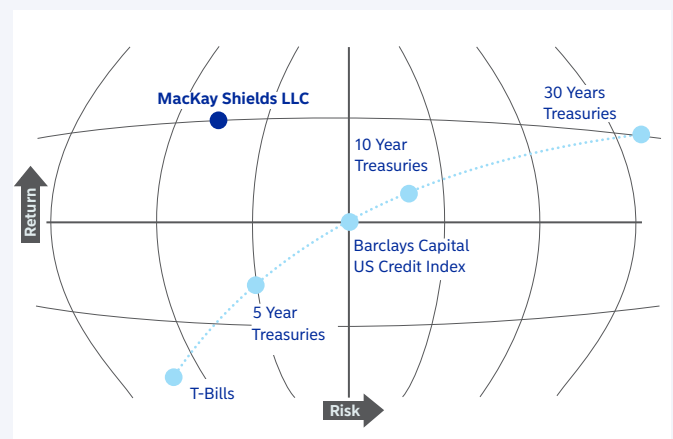 MacKay Shields LLC
30 Years
Treasuries
10 Year
Treasuries
Return
Barclays Capital
US Credit Index
5 Year
Treasuries
T-Bills
Risk